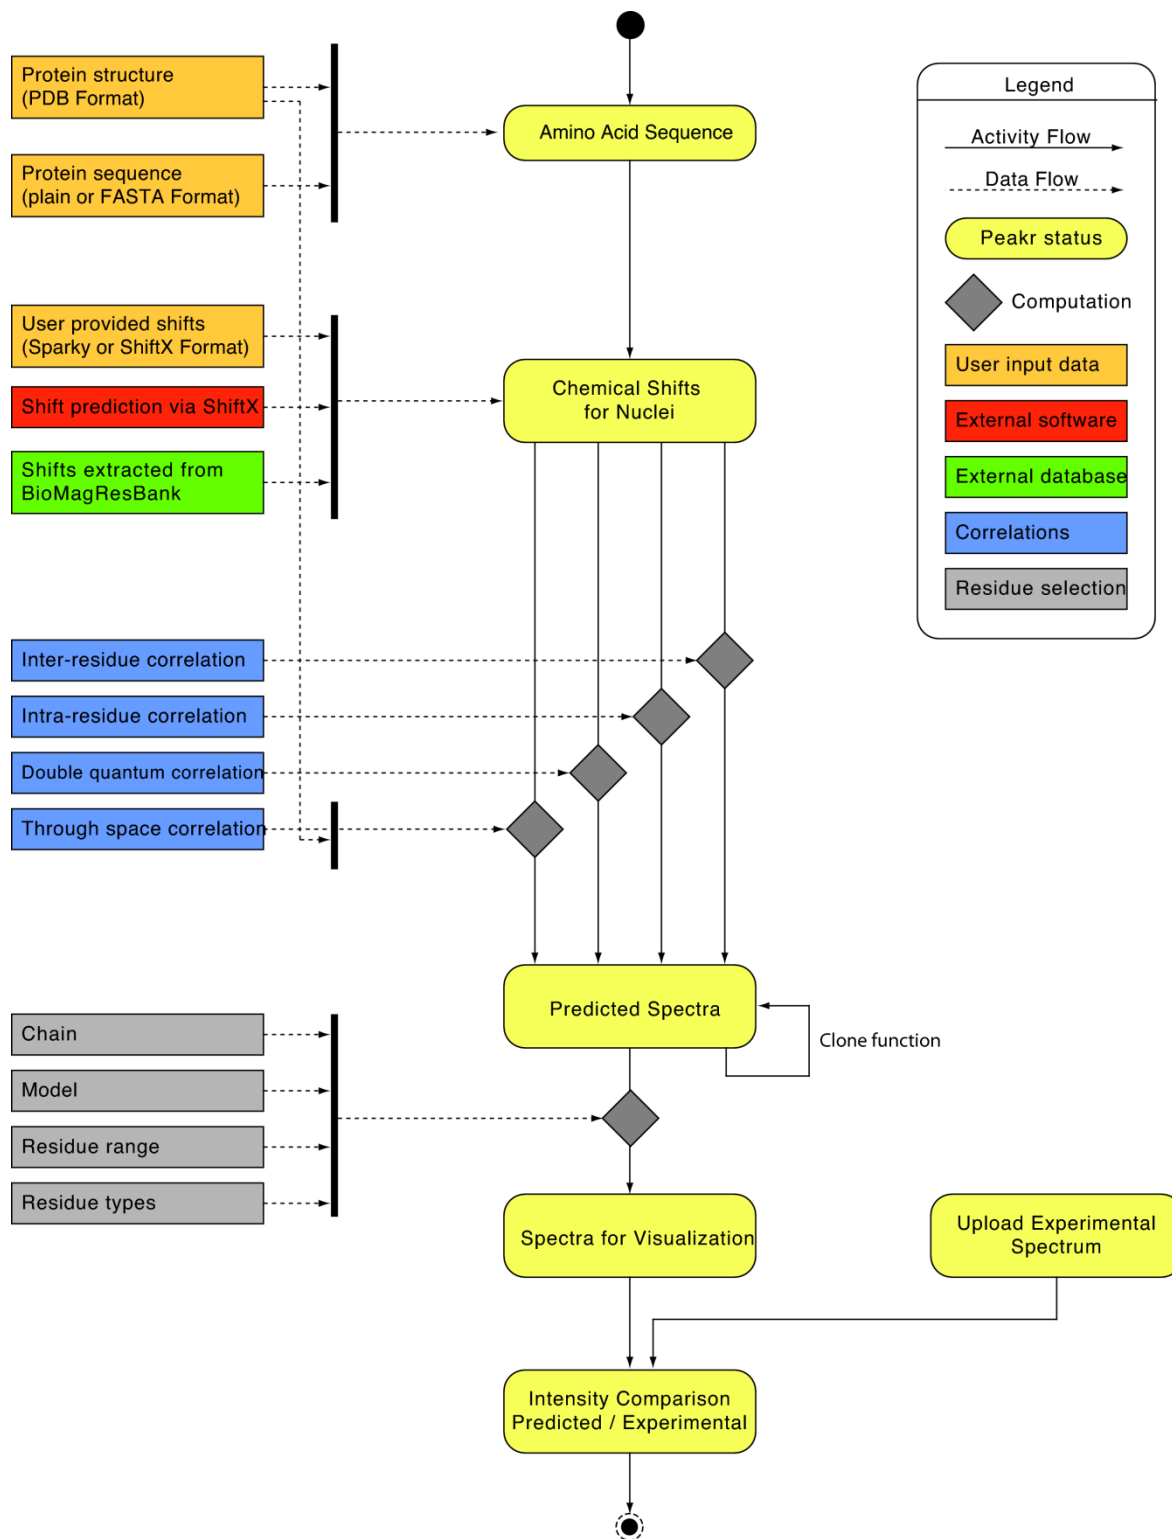 Protein structure
(PDB Format)
Protein sequence
(plain or FASTA Format)
Amino Acid Sequence
Legend
Activity Flow
Data Flow
Peakr status
Computation
User input data
External software
External database
Correlations
Residue selection
User provided shifts
(Sparky or ShiftX Format)
Shift prediction via ShiftX
Shifts extracted from
BioMagResBank
Chemical Shifts
for Nuclei
Inter-residue correlation
Intra-residue correlation
Double quantum correlation
Through space correlation
Predicted Spectra
Clone function
Chain
Model
Residue range
Residue types
Spectra for Visualization
Upload Experimental
Spectrum
Intensity Comparison
Predicted / Experimental